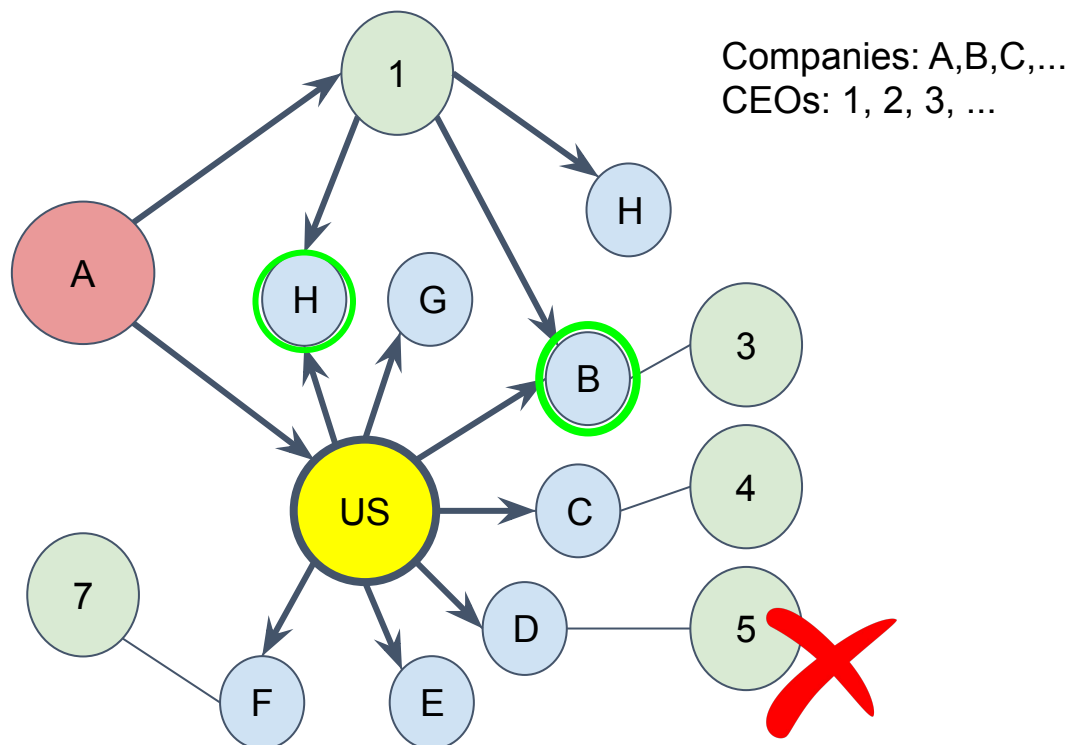 1
Companies: A,B,C,...
CEOs: 1, 2, 3, ...
H
A
H
G
B
3
US
C
4
7
D
5
F
E